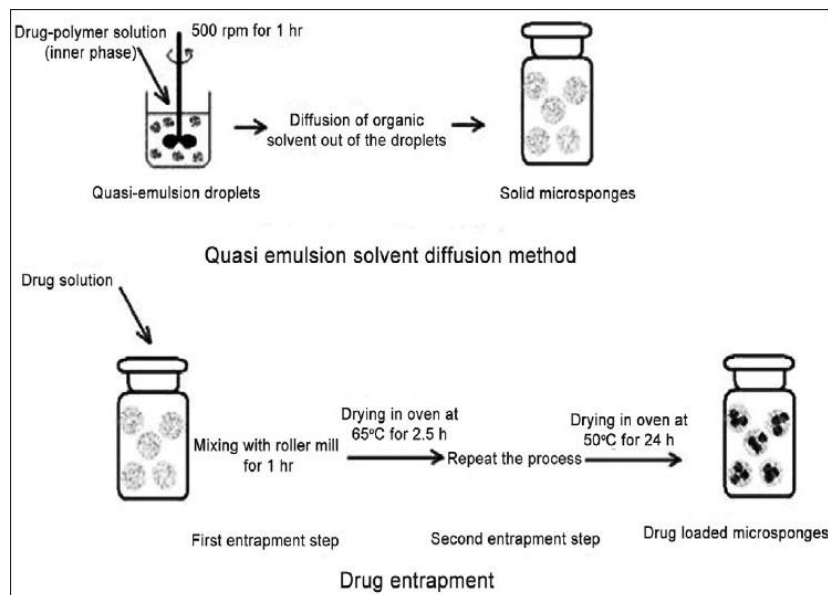 Drug-polymer solution
(inner phase)
500 rpm for 1 hr
Diffusion of organic
solvent out of the droplets
Quasi-emulsion droplets
Solid microsponges
Quasi emulsion solvent diffusion method
Drug solution
Mixing with roller mill
for 1 hr
Drying in oven at
65ºC for 2.5 h
Repeat the process
Drying in oven at
50ºC for 24 h
First entrapment step
Second entrapment step
Drug loaded microsponges
Drug entrapment